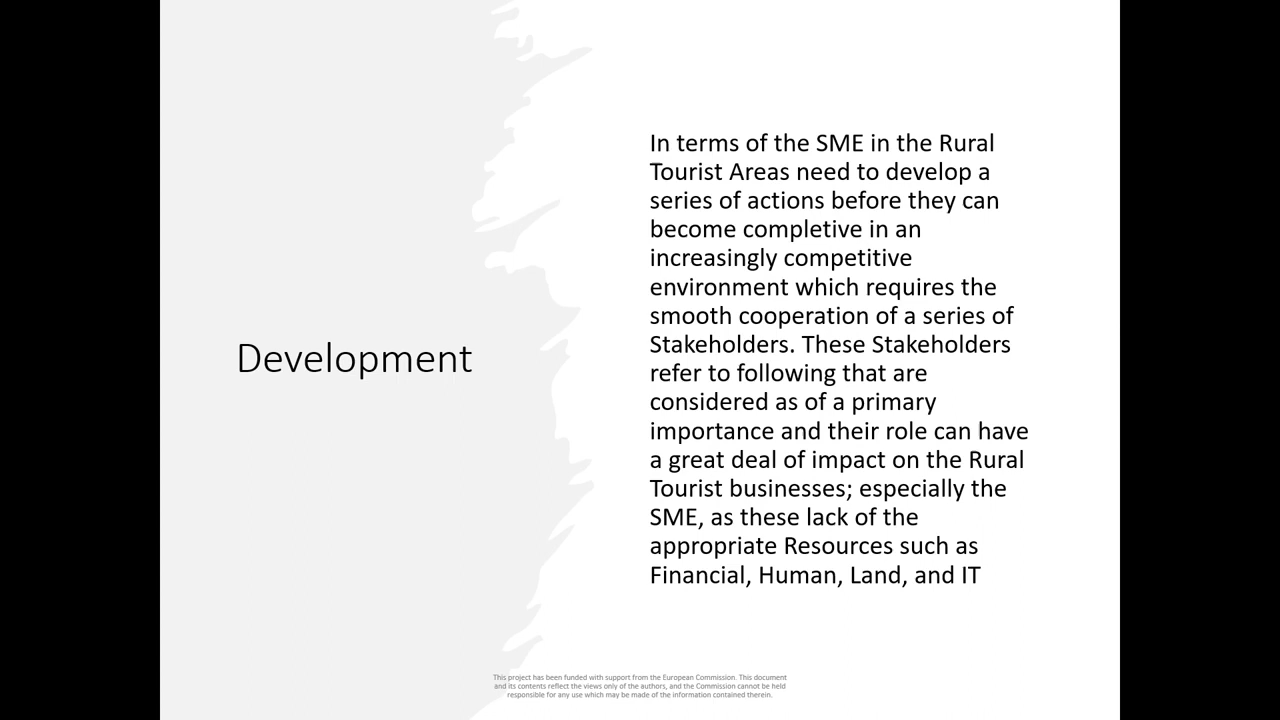 Development
In terms of the SME in the Rural
Tourist Areas need to develop a
series of actions before they can
become completive in an
increasingly competitive
environment which requires the
smooth cooperation of a series of
Stakeholders. These Stakeholders
refer to following that are
considered as of a primary
importance and their role can have
a great deal of impact on the Rural
Tourist businesses; especially the
SME, as these lack of the
appropriate Resources such as
Financial, Human, Land, and IT
This project has been funded with support from the European Commission. This document
and its contents reflect the views only of the authors, and the Commission cannot be held
responsible for any use which may be made of the information contained therein.